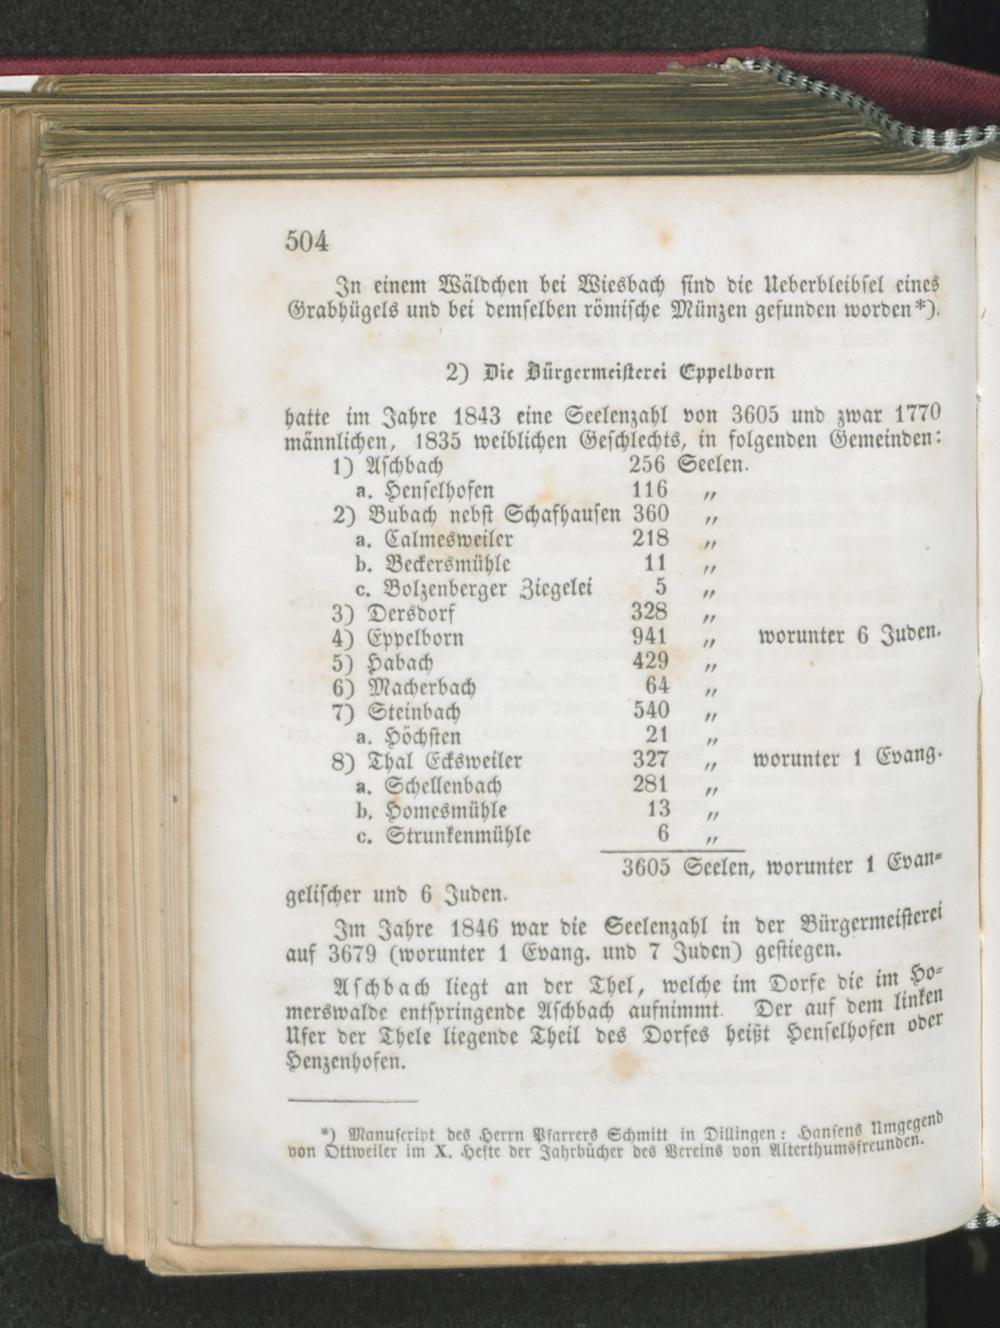 504
In einem Wäldchen bei Wiesbach sind die Ueberbleibsel eines
Grabhügels und bei demselben römische Münzen gefunden worden*).
2) Die Bürgermeisterei Eppelborn
hatte im Jahre 1843 eine Seelenzahl von 3605 und zwar 1770
männlichen, 1835 weiblichen Geschlechts, in folgenden Gemeinden:
1) Aschbach 256 Seelen.
a. Henselhofen 116 „
2) Bubach nebst Schafhausen 360 „
a. Calmesweiler 218 „
b. Beckersmühle 11 „
c. Bolzenberger Ziegelei 5 „
3) Dersdorf 328 „
4) Eppelborn 941 „ worunter 6 Juden.
5) Habach 429 „
6) Macherbach 64 „
7) Steinbach 540 „
a. Höchsten 21 „
8) Thal Ecksweiler 327 „ worunter 1 Evang.
a. Schellenbach 281 „
b. Homesmühle 13 „
c. Strunkenmühle 6 „
3605 Seelen, worunter 1 Evan-
gelischer und 6 Juden.
Im Jahre 1846 war die Seelenzahl in der Bürgermeisterei
auf 3679 (worunter 1 Evang. und 7 Juden) gestiegen.
Aschbach liegt an der Thel, welche im Dorfe die im Ho-
merswalde entspringende Aschbach aufnimmt. Der auf dem linken
Ufer der Thele liegende Theil des Dorfes heißt Henselhofen oder
Henzenhofen.
*) Manuscript des Herrn Pfarrers Schmitt in Dillingen: Hansens Umgegend
von Ottweiler im X. Hefte der Jahrbücher des Vereins von Alterthumsfreunden.